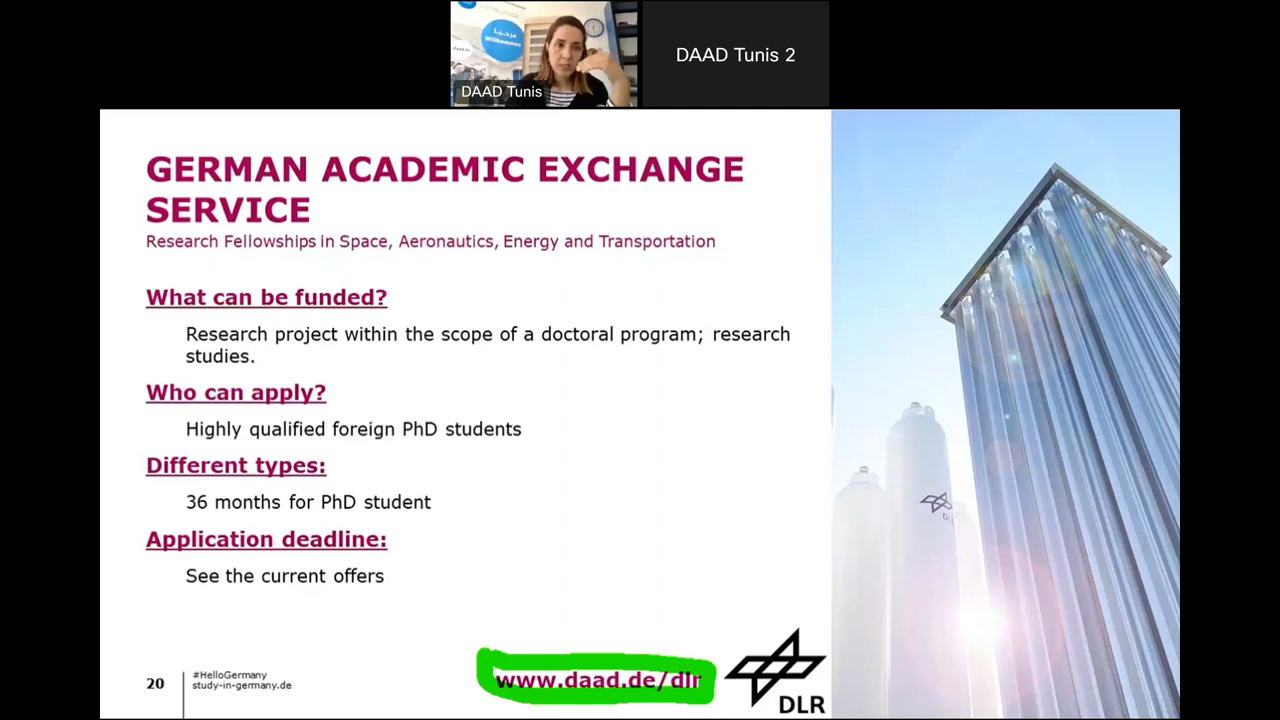 مرحبا
Willkommen
DAAD Tunis
DAAD Tunis 2
GERMAN ACADEMIC EXCHANGE
SERVICE
Research Fellowships in Space, Aeronautics, Energy and Transportation
What can be funded?
Research project within the scope of a doctoral program; research
studies.
Who can apply?
Highly qualified foreign PhD students
Different types:
36 months for PhD student
Application deadline:
See the current offers
20
#HelloGermany
study-in-germany.de
www.daad.de/dlr
DLR